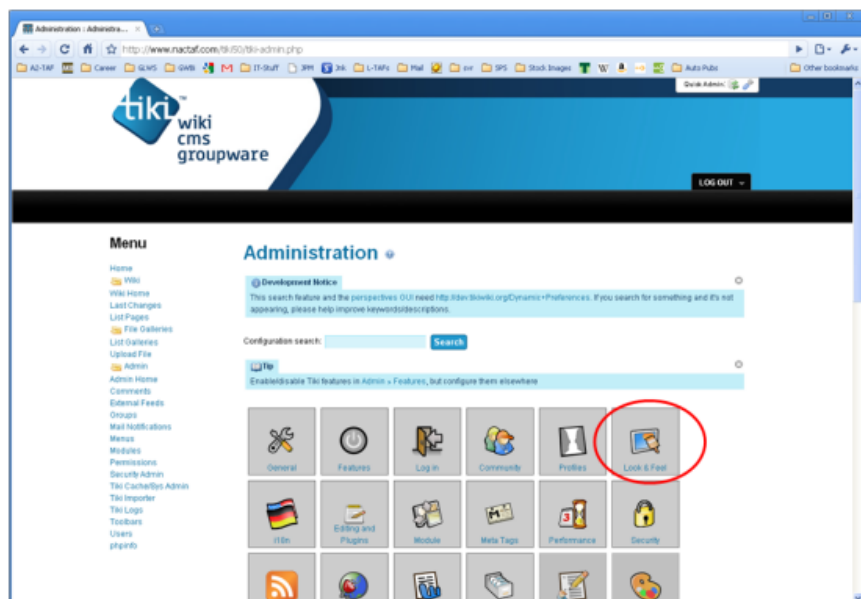 Administration : Administra...
http://www.nactaf.com/tiki50/tiki-admin.php
A2-TAF
Career
GLWS
GWB
IT-Stuff
JPM
Jnk
L-TAFs
Mail
svr
SPS
Stock Images
Auto Pubs
Other bookmarks
Quick Admin:
tiki™
wiki
cms
groupware
LOG OUT
Menu
Home
Wiki
Wiki Home
Last Changes
List Pages
File Galleries
List Galleries
Upload File
Admin
Admin Home
Comments
External Feeds
Groups
Mail Notifications
Menus
Modules
Permissions
Security Admin
Tiki Cache/Sys Admin
Tiki Importer
Tiki Logs
Toolbars
Users
phpinfo
Administration
Development Notice
This search feature and the perspectives GUI need http://dev.tikiwiki.org/Dynamic+Preferences. If you search for something and it's not
appearing, please help improve keywords/descriptions.
Configuration search:
Search
Tip
Enable/disable Tiki features in Admin » Features, but configure them elsewhere
General
Features
Log in
Community
Profiles
Look & Feel
i18n
Editing and
Plugins
Module
Meta Tags
Performance
Security